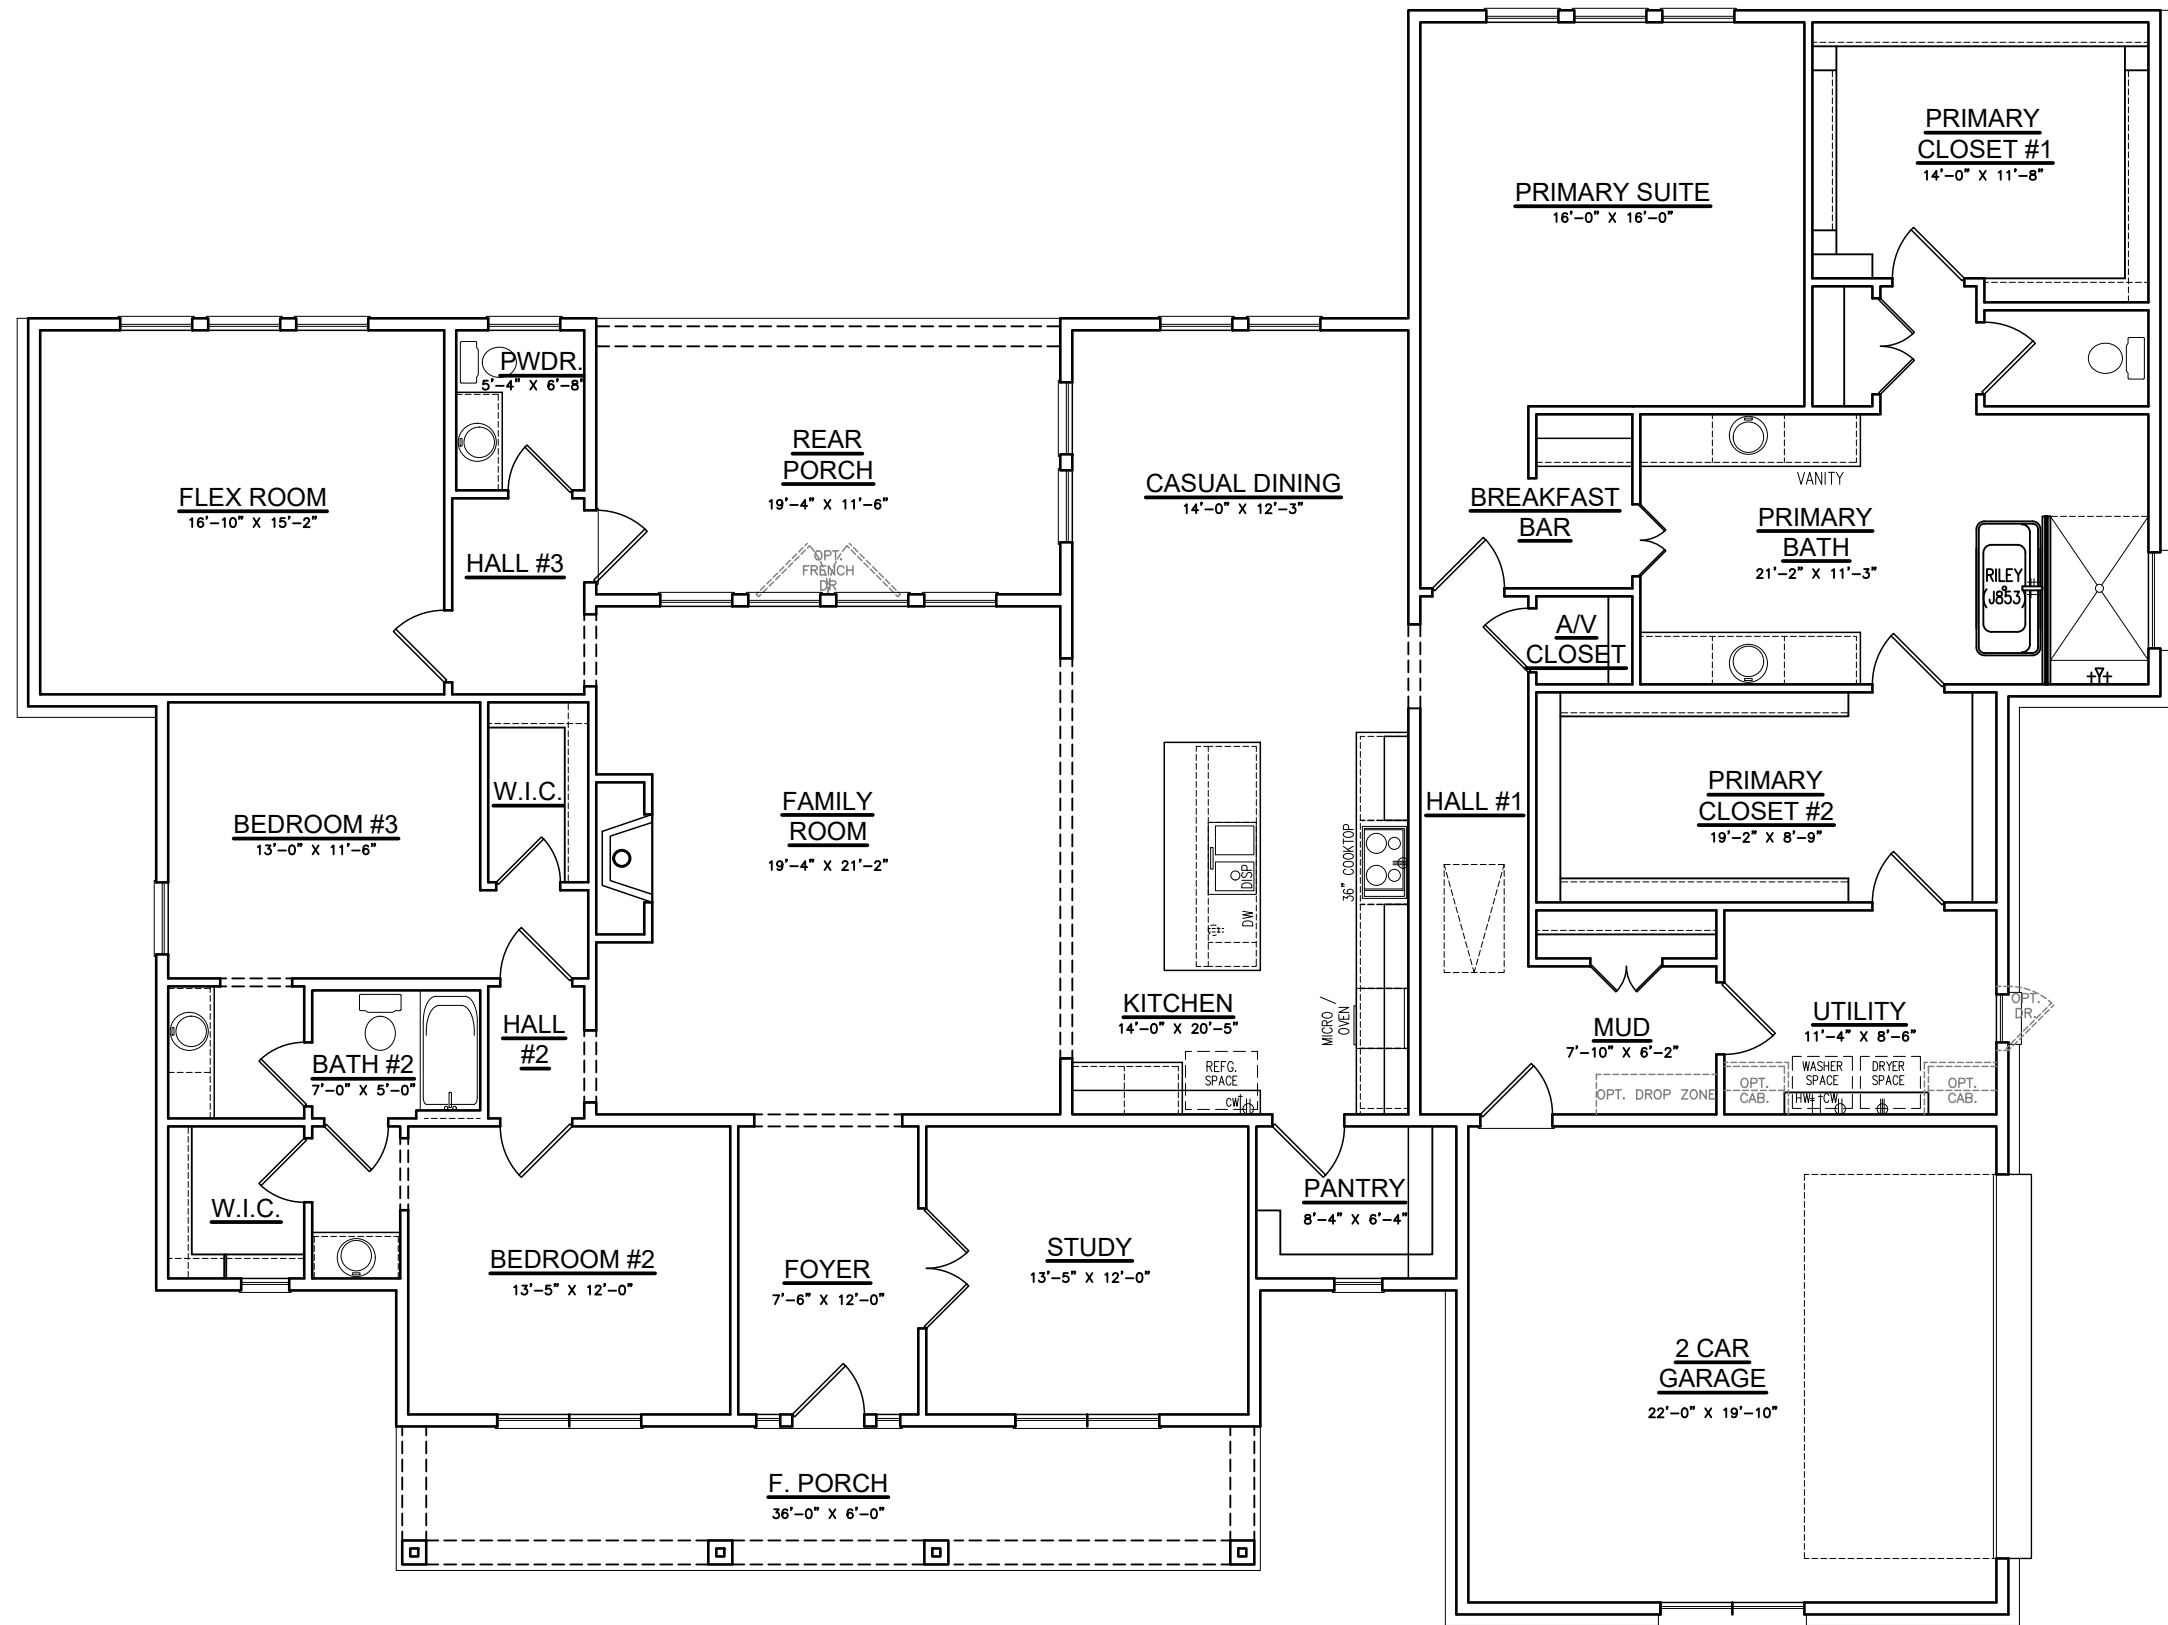 PRIMARY
CLOSET #1
14'-0" X 11'-8"
PRIMARY SUITE
16'-0" X 16'-0"
PWDR.
5'-4" X 6'-8"
REAR
PORCH
19'-4" X 11'-6"
OPT.
FRENCH
DR
FLEX ROOM
16'-10" X 15'-2"
HALL #3
CASUAL DINING
14'-0" X 12'-3"
BREAKFAST
BAR
VANITY
PRIMARY
BATH
21'-2" X 11'-3"
RILEY
(J853)
A/V
CLOSET
BEDROOM #3
13'-0" X 11'-6"
W.I.C.
FAMILY
ROOM
19'-4" X 21'-2"
DISP
DW
36" COOKTOP
HALL #1
PRIMARY
CLOSET #2
19'-2" X 8'-9"
KITCHEN
14'-0" X 20'-5"
MICRO /
OVEN
REFG.
SPACE
CW
MUD
7'-10" X 6'-2"
OPT. DROP ZONE
UTILITY
11'-4" X 8'-6"
OPT.
DR.
OPT.
CAB.
WASHER
SPACE
DRYER
SPACE
HW
CW
OPT.
CAB.
HALL
#2
BATH #2
7'-0" X 5'-0"
W.I.C.
BEDROOM #2
13'-5" X 12'-0"
FOYER
7'-6" X 12'-0"
STUDY
13'-5" X 12'-0"
PANTRY
8'-4" X 6'-4"
2 CAR
GARAGE
22'-0" X 19'-10"
F. PORCH
36'-0" X 6'-0"